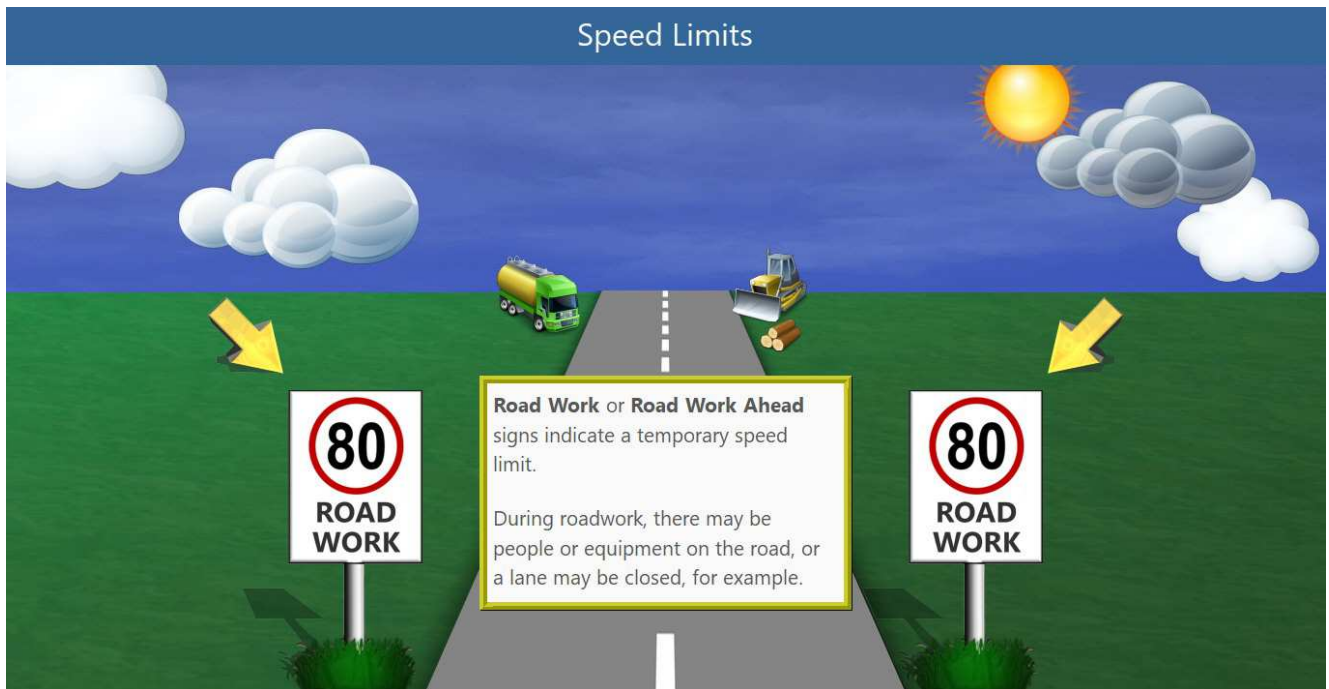 Speed Limits
80
ROAD
WORK
Road Work or Road Work Ahead
signs indicate a temporary speed
limit.
During roadwork, there may be
people or equipment on the road, or
a lane may be closed, for example.
80
ROAD
WORK